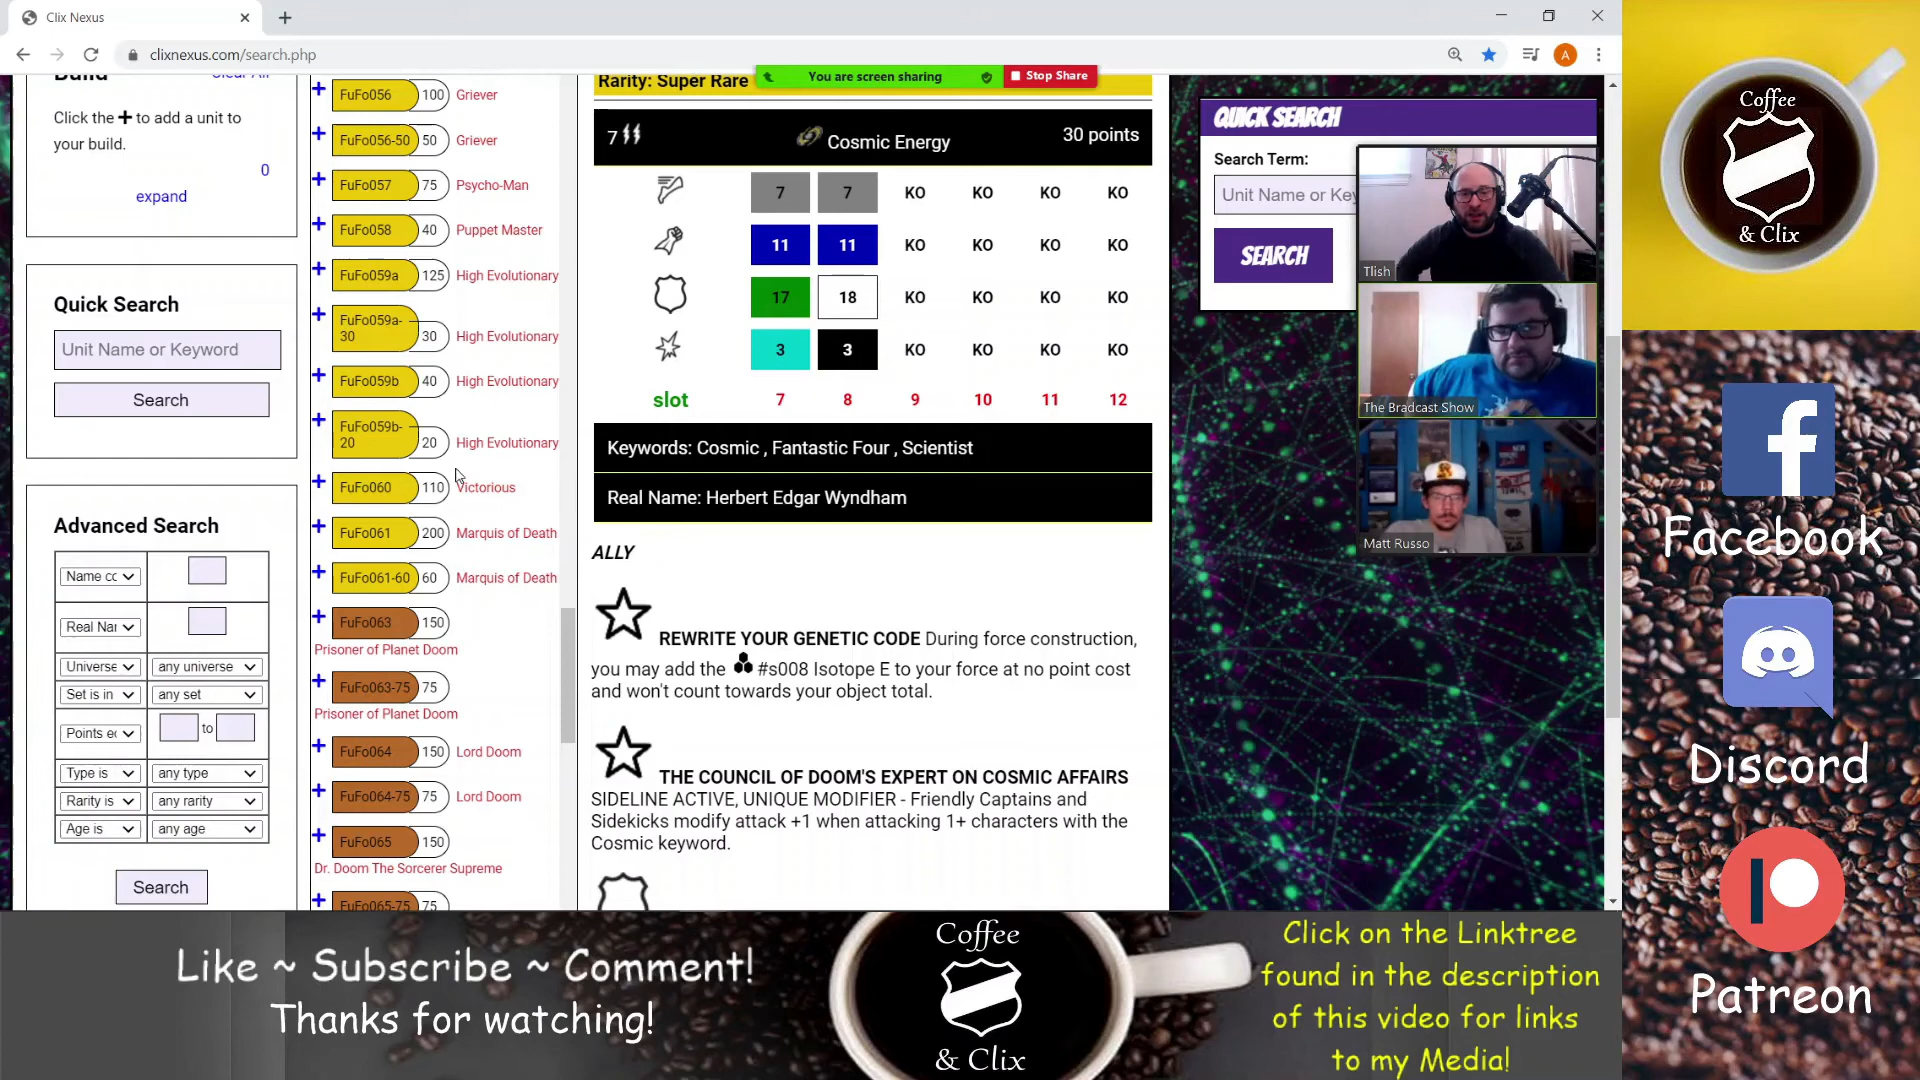 Clix Nexus
clixnexus.com/search.php
A
You are screen sharing
Stop Share
Clear All
Build
Click the + to add a unit to
your build.
0
expand
Quick Search
Unit Name or Keyword
Search
Advanced Search
Name cc
Real Nar
Universe
any universe
Set is in
any set
Points ec
to
Type is
any type
Rarity is
any rarity
Age is
any age
Search
FuFo056 100 Griever
FuFo056-50 50 Griever
FuFo057 75 Psycho-Man
FuFo058 40 Puppet Master
FuFo059a 125 High Evolutionary
FuFo059a-
30 30 High Evolutionary
FuFo059b 40 High Evolutionary
FuFo059b-
20 20 High Evolutionary
FuFo060 110 Victorious
FuFo061 200 Marquis of Death
FuFo061-60 60 Marquis of Death
FuFo063 150
Prisoner of Planet Doom
FuFo063-75 75
Prisoner of Planet Doom
FuFo064 150 Lord Doom
FuFo064-75 75 Lord Doom
FuFo065 150
Dr. Doom The Sorcerer Supreme
FuFo065-75 75
Rarity: Super Rare
7 Cosmic Energy 30 points
7 7 KO KO KO KO
11 11 KO KO KO KO
17 18 KO KO KO KO
3 3 KO KO KO KO
slot 7 8 9 10 11 12
Keywords: Cosmic , Fantastic Four , Scientist
Real Name: Herbert Edgar Wyndham
ALLY
REWRITE YOUR GENETIC CODE During force construction,
you may add the #s008 Isotope E to your force at no point cost
and won't count towards your object total.
THE COUNCIL OF DOOM'S EXPERT ON COSMIC AFFAIRS
SIDELINE ACTIVE, UNIQUE MODIFIER - Friendly Captains and
Sidekicks modify attack +1 when attacking 1+ characters with the
Cosmic keyword.
QUICK SEARCH
Search Term:
Unit Name or Key
SEARCH
Tlish
The Bradcast Show
Matt Russo
Coffee
& Clix
Facebook
Discord
Patreon
Like ~ Subscribe ~ Comment!
Thanks for watching!
Coffee
& Clix
Click on the Linktree
found in the description
of this video for links
to my Media!